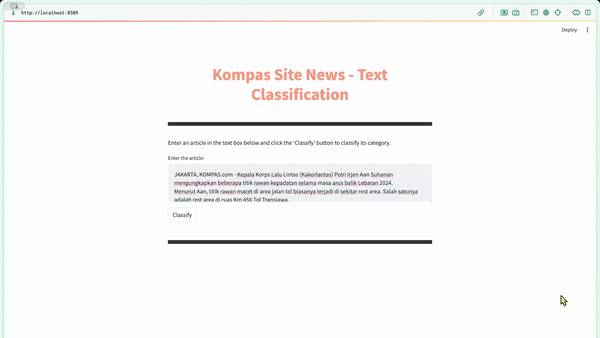 http://localhost:8509
Deploy
Kompas Site News - Text
Classification
Enter an article in the text box below and click the 'Classify' button to classify its category.
Enter the article:
JAKARTA, KOMPAS.com - Kepala Korps Lalu Lintas (Kakorlantas) Polri Irjen Aan Suhanan
mengungkapkan beberapa titik rawan kepadatan selama masa arus balik Lebaran 2024.
Menurut Aan, titik rawan macet di area jalan tol biasanya terjadi di sekitar rest area. Salah satunya
adalah rest area di ruas Km 456 Tol Transjawa.
Classify